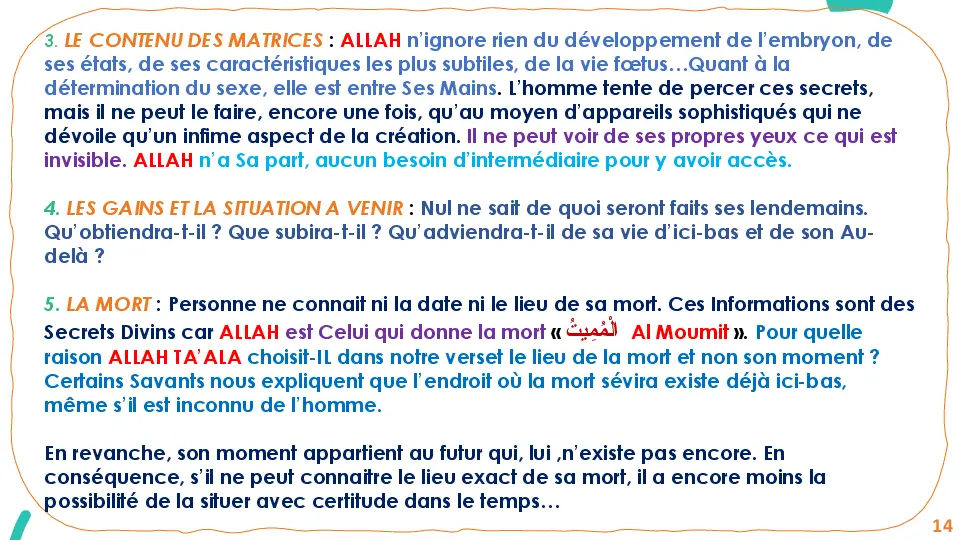 3. LE CONTENU DES MATRICES : ALLAH n’ignore rien du développement de l’embryon, de
ses états, de ses caractéristiques les plus subtiles, de la vie fœtus…Quant à la
détermination du sexe, elle est entre Ses Mains. L’homme tente de percer ces secrets,
mais il ne peut le faire, encore une fois, qu’au moyen d’appareils sophistiqués qui ne
dévoile qu’un infime aspect de la création. Il ne peut voir de ses propres yeux ce qui est
invisible. ALLAH n’a Sa part, aucun besoin d’intermédiaire pour y avoir accès.
4. LES GAINS ET LA SITUATION A VENIR : Nul ne sait de quoi seront faits ses lendemains.
Qu’obtiendra-t-il ? Que subira-t-il ? Qu’adviendra-t-il de sa vie d’ici-bas et de son Au-
delà ?
5. LA MORT : Personne ne connait ni la date ni le lieu de sa mort. Ces Informations sont des
Secrets Divins car ALLAH est Celui qui donne la mort « الْمُمِيتُ Al Moumit ». Pour quelle
raison ALLAH TA’ALA choisit-IL dans notre verset le lieu de la mort et non son moment ?
Certains Savants nous expliquent que l’endroit où la mort sévira existe déjà ici-bas,
même s’il est inconnu de l’homme.
En revanche, son moment appartient au futur qui, lui ,n’existe pas encore. En
conséquence, s’il ne peut connaitre le lieu exact de sa mort, il a encore moins la
possibilité de la situer avec certitude dans le temps…
14